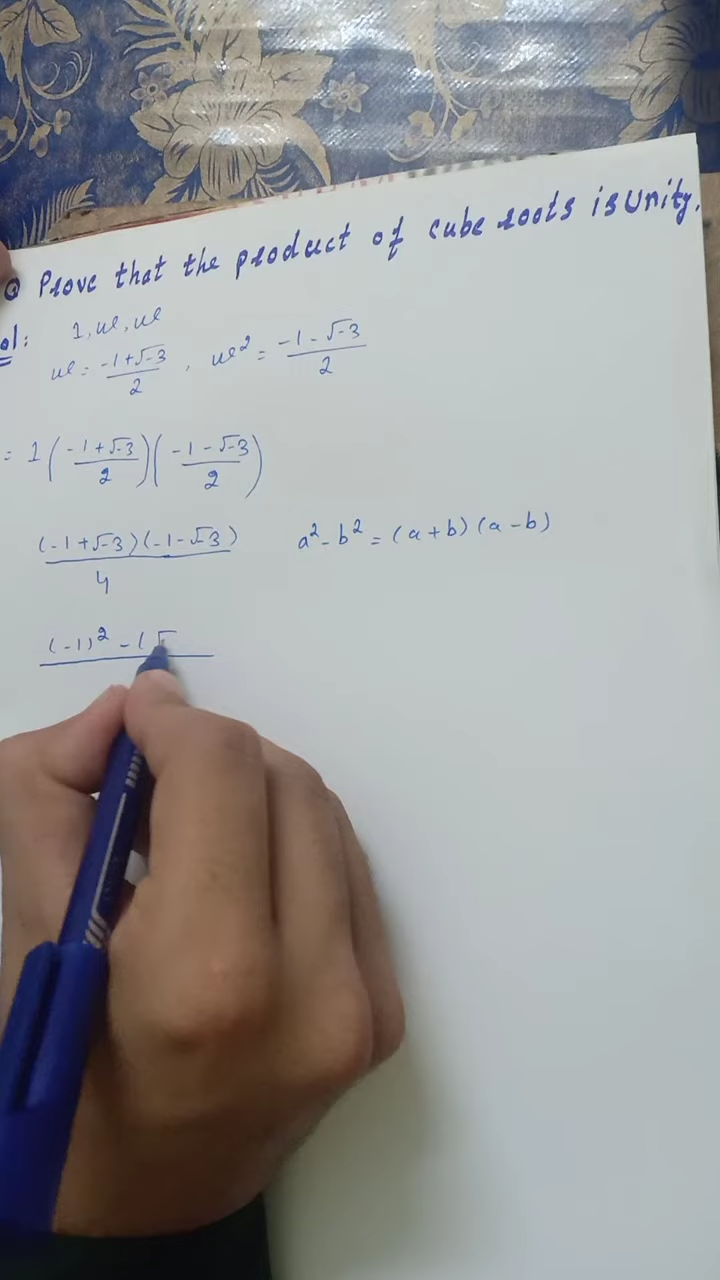 Q Prove that the product of cube roots is Unity.
ol: 1, ω, ω
ω = (-1+√-3)/2 , ω² = (-1-√-3)/2
= 1 ((-1+√-3)/2)((-1-√-3)/2)
(-1+√-3)(-1-√-3)/4 a²-b² = (a+b)(a-b)
(-1)² - (√